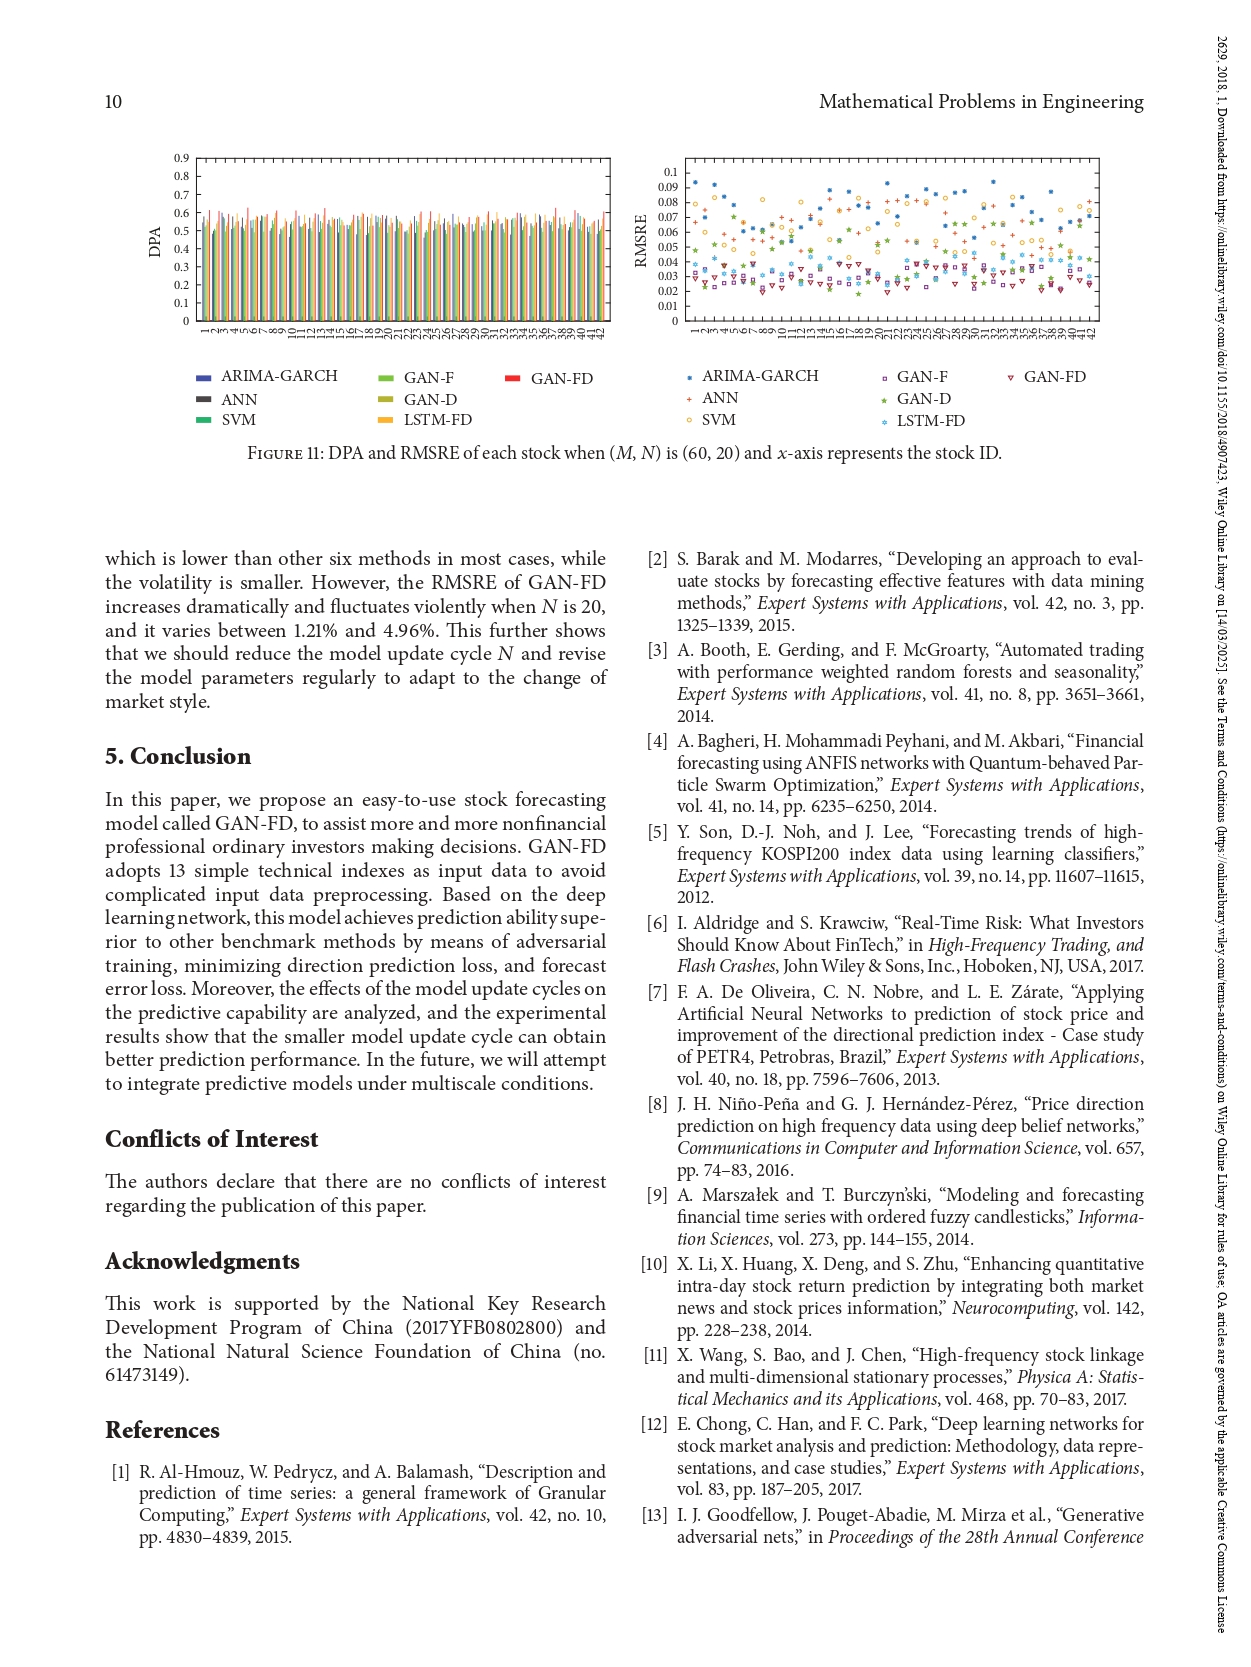 10
Mathematical Problems in Engineering
0.9
0.8
0.7
0.6
0.5
0.4
0.3
0.2
0.1
0
DPA
1 2 3 4 5 6 7 8 9 10 11 12 13 14 15 16 17 18 19 20 21 22 23 24 25 26 27 28 29 30 31 32 33 34 35 36 37 38 39 40 41 42
ARIMA-GARCH
ANN
SVM
GAN-F
GAN-D
LSTM-FD
GAN-FD
0.1
0.09
0.08
0.07
0.06
0.05
0.04
0.03
0.02
0.01
0
RMSRE
1 2 3 4 5 6 7 8 9 10 11 12 13 14 15 16 17 18 19 20 21 22 23 24 25 26 27 28 29 30 31 32 33 34 35 36 37 38 39 40 41 42
ARIMA-GARCH
ANN
SVM
GAN-F
GAN-D
LSTM-FD
GAN-FD
Figure 11: DPA and RMSRE of each stock when (M, N) is (60, 20) and x-axis represents the stock ID.
which is lower than other six methods in most cases, while
the volatility is smaller. However, the RMSRE of GAN-FD
increases dramatically and fluctuates violently when N is 20,
and it varies between 1.21% and 4.96%. This further shows
that we should reduce the model update cycle N and revise
the model parameters regularly to adapt to the change of
market style.
5. Conclusion
In this paper, we propose an easy-to-use stock forecasting
model called GAN-FD, to assist more and more nonfinancial
professional ordinary investors making decisions. GAN-FD
adopts 13 simple technical indexes as input data to avoid
complicated input data preprocessing. Based on the deep
learning network, this model achieves prediction ability supe-
rior to other benchmark methods by means of adversarial
training, minimizing direction prediction loss, and forecast
error loss. Moreover, the effects of the model update cycles on
the predictive capability are analyzed, and the experimental
results show that the smaller model update cycle can obtain
better prediction performance. In the future, we will attempt
to integrate predictive models under multiscale conditions.
Conflicts of Interest
The authors declare that there are no conflicts of interest
regarding the publication of this paper.
Acknowledgments
This work is supported by the National Key Research
Development Program of China (2017YFB0802800) and
the National Natural Science Foundation of China (no.
61473149).
References
[1] R. Al-Hmouz, W. Pedrycz, and A. Balamash, “Description and
prediction of time series: a general framework of Granular
Computing,” Expert Systems with Applications, vol. 42, no. 10,
pp. 4830–4839, 2015.
[2] S. Barak and M. Modarres, “Developing an approach to eval-
uate stocks by forecasting effective features with data mining
methods,” Expert Systems with Applications, vol. 42, no. 3, pp.
1325–1339, 2015.
[3] A. Booth, E. Gerding, and F. McGroarty, “Automated trading
with performance weighted random forests and seasonality,”
Expert Systems with Applications, vol. 41, no. 8, pp. 3651–3661,
2014.
[4] A. Bagheri, H. Mohammadi Peyhani, and M. Akbari, “Financial
forecasting using ANFIS networks with Quantum-behaved Par-
ticle Swarm Optimization,” Expert Systems with Applications,
vol. 41, no. 14, pp. 6235–6250, 2014.
[5] Y. Son, D.-J. Noh, and J. Lee, “Forecasting trends of high-
frequency KOSPI200 index data using learning classifiers,”
Expert Systems with Applications, vol. 39, no. 14, pp. 11607–11615,
2012.
[6] I. Aldridge and S. Krawciw, “Real-Time Risk: What Investors
Should Know About FinTech,” in High-Frequency Trading, and
Flash Crashes, John Wiley & Sons, Inc., Hoboken, NJ, USA, 2017.
[7] F. A. De Oliveira, C. N. Nobre, and L. E. Zárate, “Applying
Artificial Neural Networks to prediction of stock price and
improvement of the directional prediction index - Case study
of PETR4, Petrobras, Brazil,” Expert Systems with Applications,
vol. 40, no. 18, pp. 7596–7606, 2013.
[8] J. H. Niño-Peña and G. J. Hernández-Pérez, “Price direction
prediction on high frequency data using deep belief networks,”
Communications in Computer and Information Science, vol. 657,
pp. 74–83, 2016.
[9] A. Marszałek and T. Burczyn’ski, “Modeling and forecasting
financial time series with ordered fuzzy candlesticks,” Informa-
tion Sciences, vol. 273, pp. 144–155, 2014.
[10] X. Li, X. Huang, X. Deng, and S. Zhu, “Enhancing quantitative
intra-day stock return prediction by integrating both market
news and stock prices information,” Neurocomputing, vol. 142,
pp. 228–238, 2014.
[11] X. Wang, S. Bao, and J. Chen, “High-frequency stock linkage
and multi-dimensional stationary processes,” Physica A: Statis-
tical Mechanics and its Applications, vol. 468, pp. 70–83, 2017.
[12] E. Chong, C. Han, and F. C. Park, “Deep learning networks for
stock market analysis and prediction: Methodology, data repre-
sentations, and case studies,” Expert Systems with Applications,
vol. 83, pp. 187–205, 2017.
[13] I. J. Goodfellow, J. Pouget-Abadie, M. Mirza et al., “Generative
adversarial nets,” in Proceedings of the 28th Annual Conference
2629, 2018, 1, Downloaded from https://onlinelibrary.wiley.com/doi/10.1155/2018/4907423, Wiley Online Library on [14/03/2025]. See the Terms and Conditions (https://onlinelibrary.wiley.com/terms-and-conditions) on Wiley Online Library for rules of use; OA articles are governed by the applicable Creative Commons License